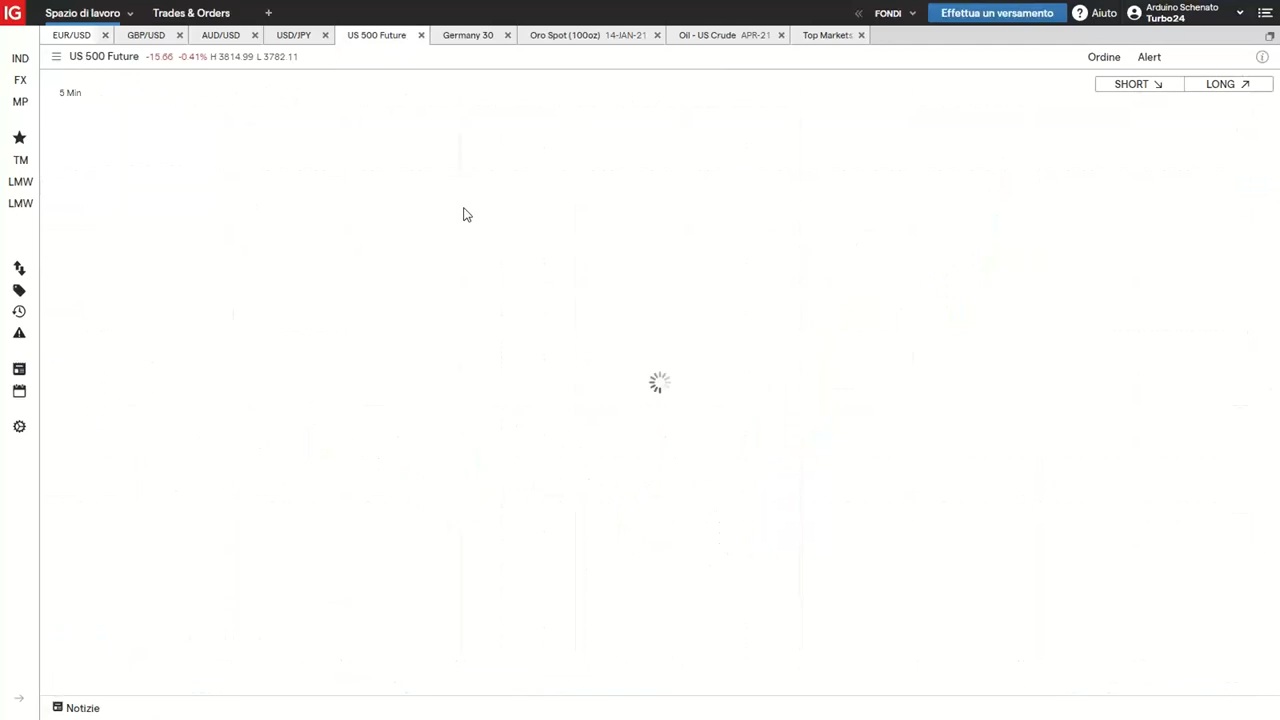 IG Spazio di lavoro Trades & Orders + FONDI Effettua un versamento ? Aiuto Arduino Schenato
Turbo24
EUR/USD GBP/USD AUD/USD USD/JPY US 500 Future Germany 30 Oro Spot (100oz) 14-JAN-21 Oil - US Crude APR-21 Top Markets
US 500 Future -15.66 -0.41% H 3814.99 L 3782.11 Ordine Alert
SHORT LONG
5 Min
IND
FX
MP
TM
LMW
LMW
Notizie